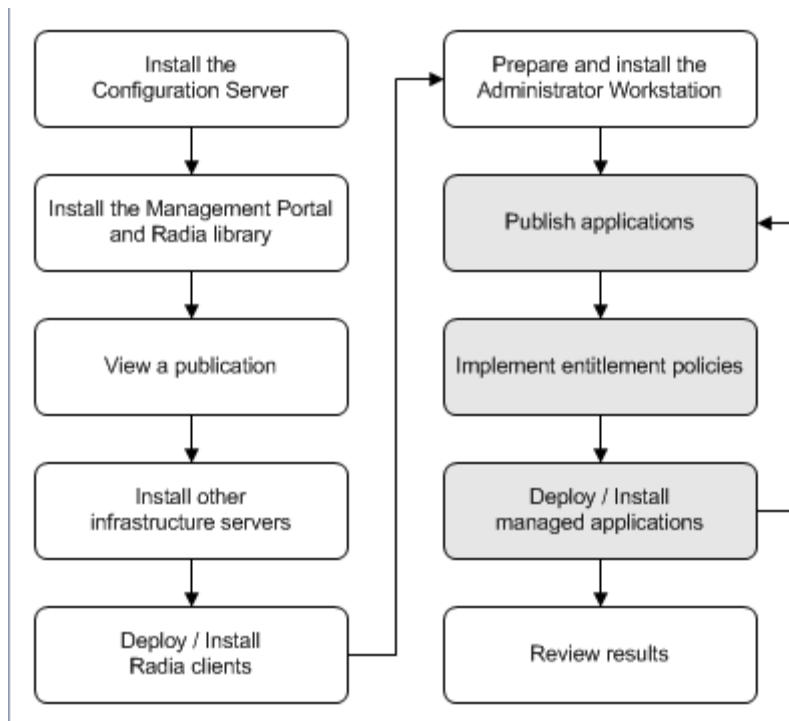 Install the
Configuration Server
Install the Management Portal
and Radia library
View a publication
Install other
infrastructure servers
Deploy / Install
Radia clients
Prepare and install the
Administrator Workstation
Publish applications
Implement entitlement policies
Deploy / Install
managed applications
Review results